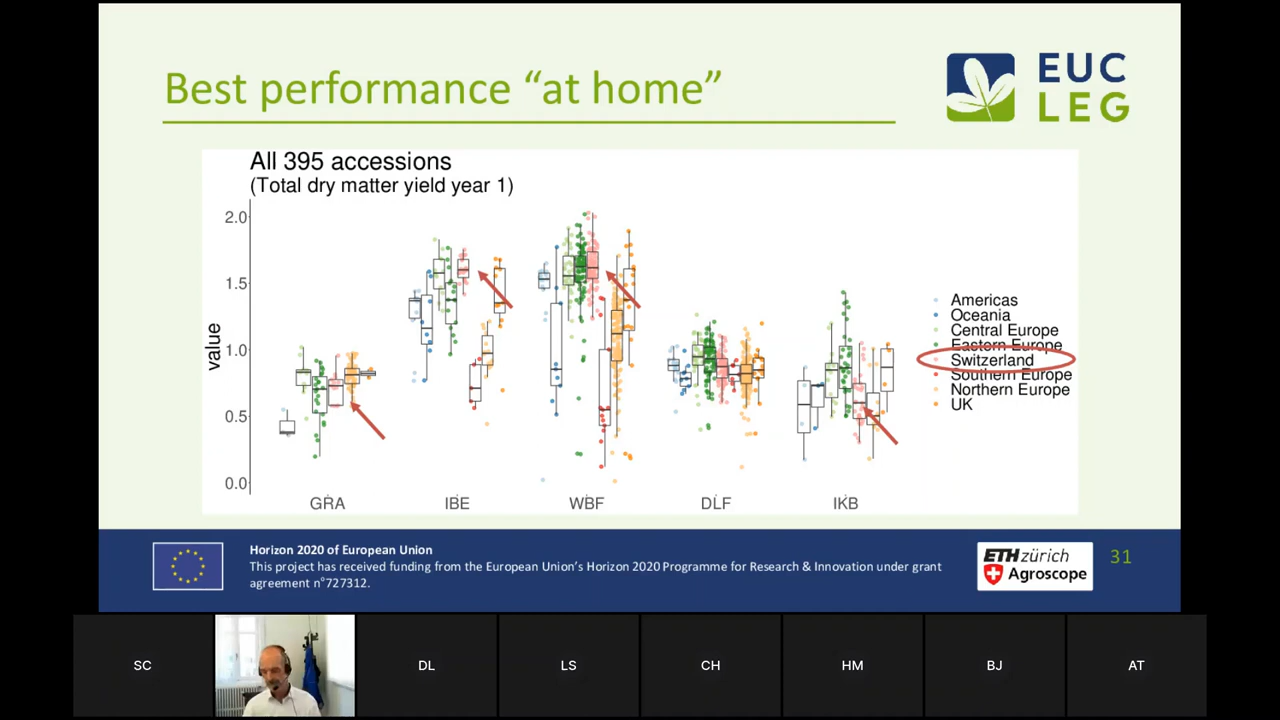 Best performance “at home”
EUC
LEG
All 395 accessions
(Total dry matter yield year 1)
2.0
1.5
1.0
0.5
0.0
value
GRA
IBE
WBF
DLF
IKB
Americas
Oceania
Central Europe
Eastern Europe
Switzerland
Southern Europe
Northern Europe
UK
Horizon 2020 of European Union
This project has received funding from the European Union’s Horizon 2020 Programme for Research & Innovation under grant
agreement n°727312.
ETH zürich
Agroscope
31
SC
DL
LS
CH
HM
BJ
AT